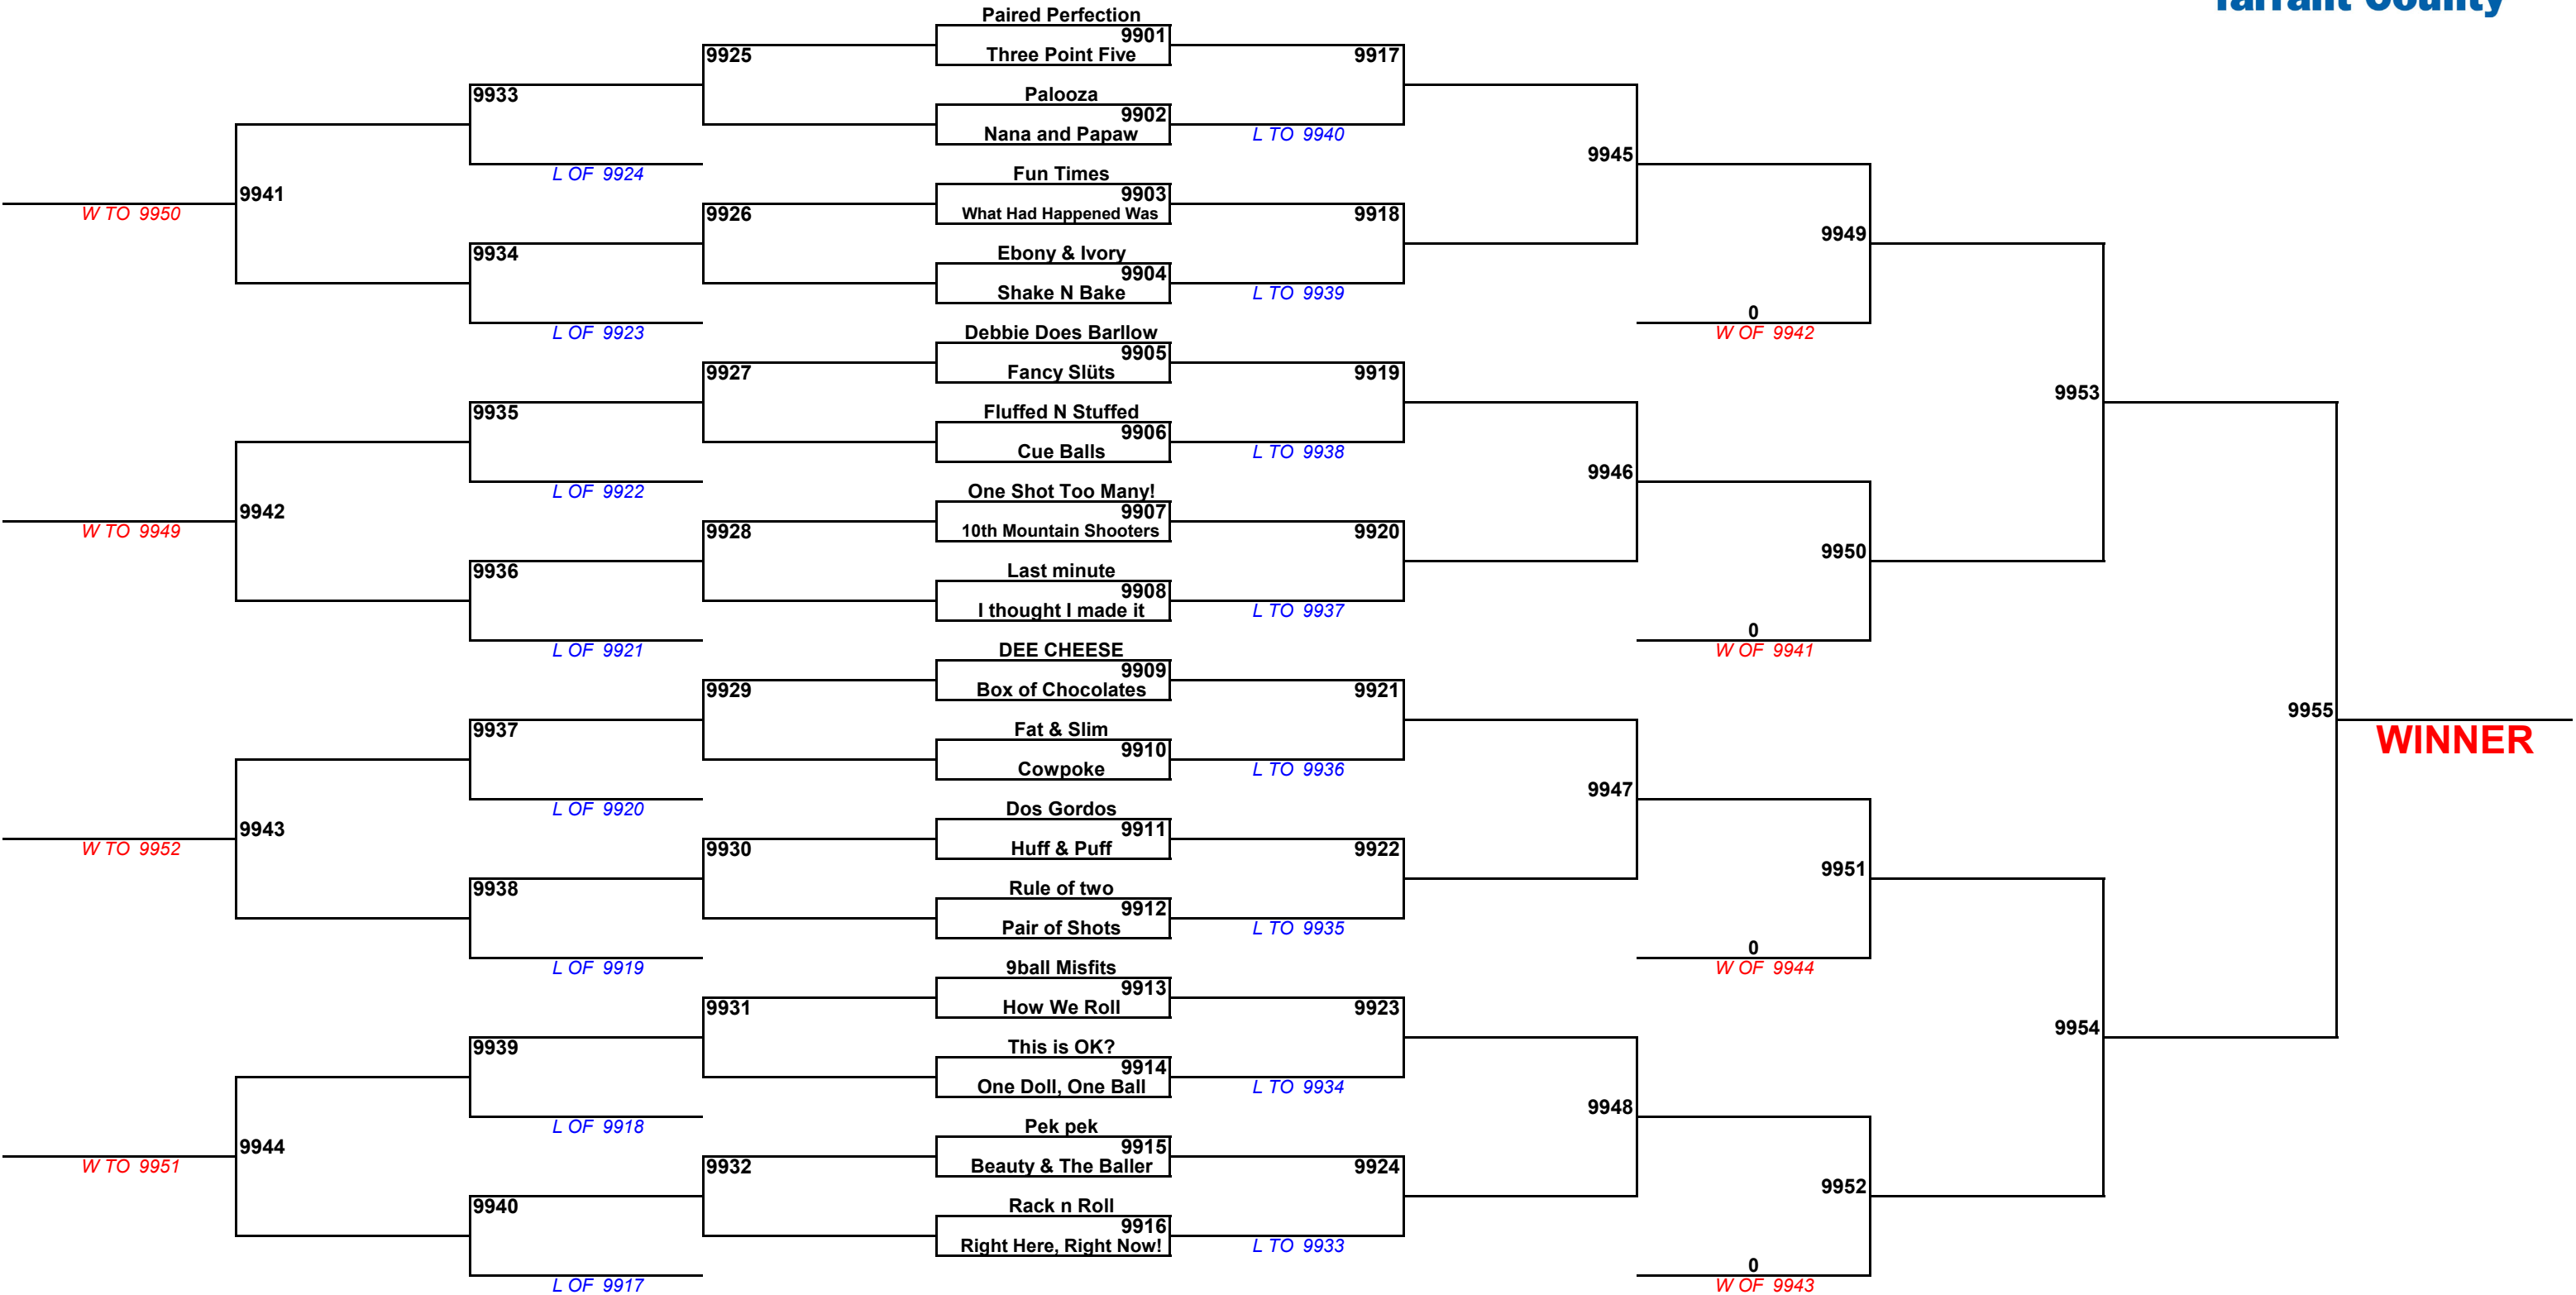 Tarrant County
Paired Perfection
9901
9925
Three Point Five
9917
9933
Palooza
9902
Nana and Papaw
L TO 9940
9945
L OF 9924
Fun Times
9941
9903
W TO 9950
9926
What Had Happened Was
9918
9949
9934
Ebony & Ivory
9904
Shake N Bake
L TO 9939
0
L OF 9923
Debbie Does Barllow
W OF 9942
9905
9927
Fancy Slüts
9919
9953
9935
Fluffed N Stuffed
9906
Cue Balls
L TO 9938
9946
L OF 9922
One Shot Too Many!
9942
9907
W TO 9949
9928
10th Mountain Shooters
9920
9950
9936
Last minute
9908
I thought I made it
L TO 9937
0
L OF 9921
DEE CHEESE
W OF 9941
9909
9929
Box of Chocolates
9921
9955
9937
Fat & Slim
WINNER
9910
Cowpoke
L TO 9936
9947
L OF 9920
Dos Gordos
9943
9911
W TO 9952
9930
Huff & Puff
9922
9951
9938
Rule of two
9912
Pair of Shots
L TO 9935
0
L OF 9919
9ball Misfits
W OF 9944
9913
9931
How We Roll
9923
9954
9939
This is OK?
9914
One Doll, One Ball
L TO 9934
9948
L OF 9918
Pek pek
9944
9915
W TO 9951
9932
Beauty & The Baller
9924
9952
9940
Rack n Roll
9916
Right Here, Right Now!
L TO 9933
0
L OF 9917
W OF 9943